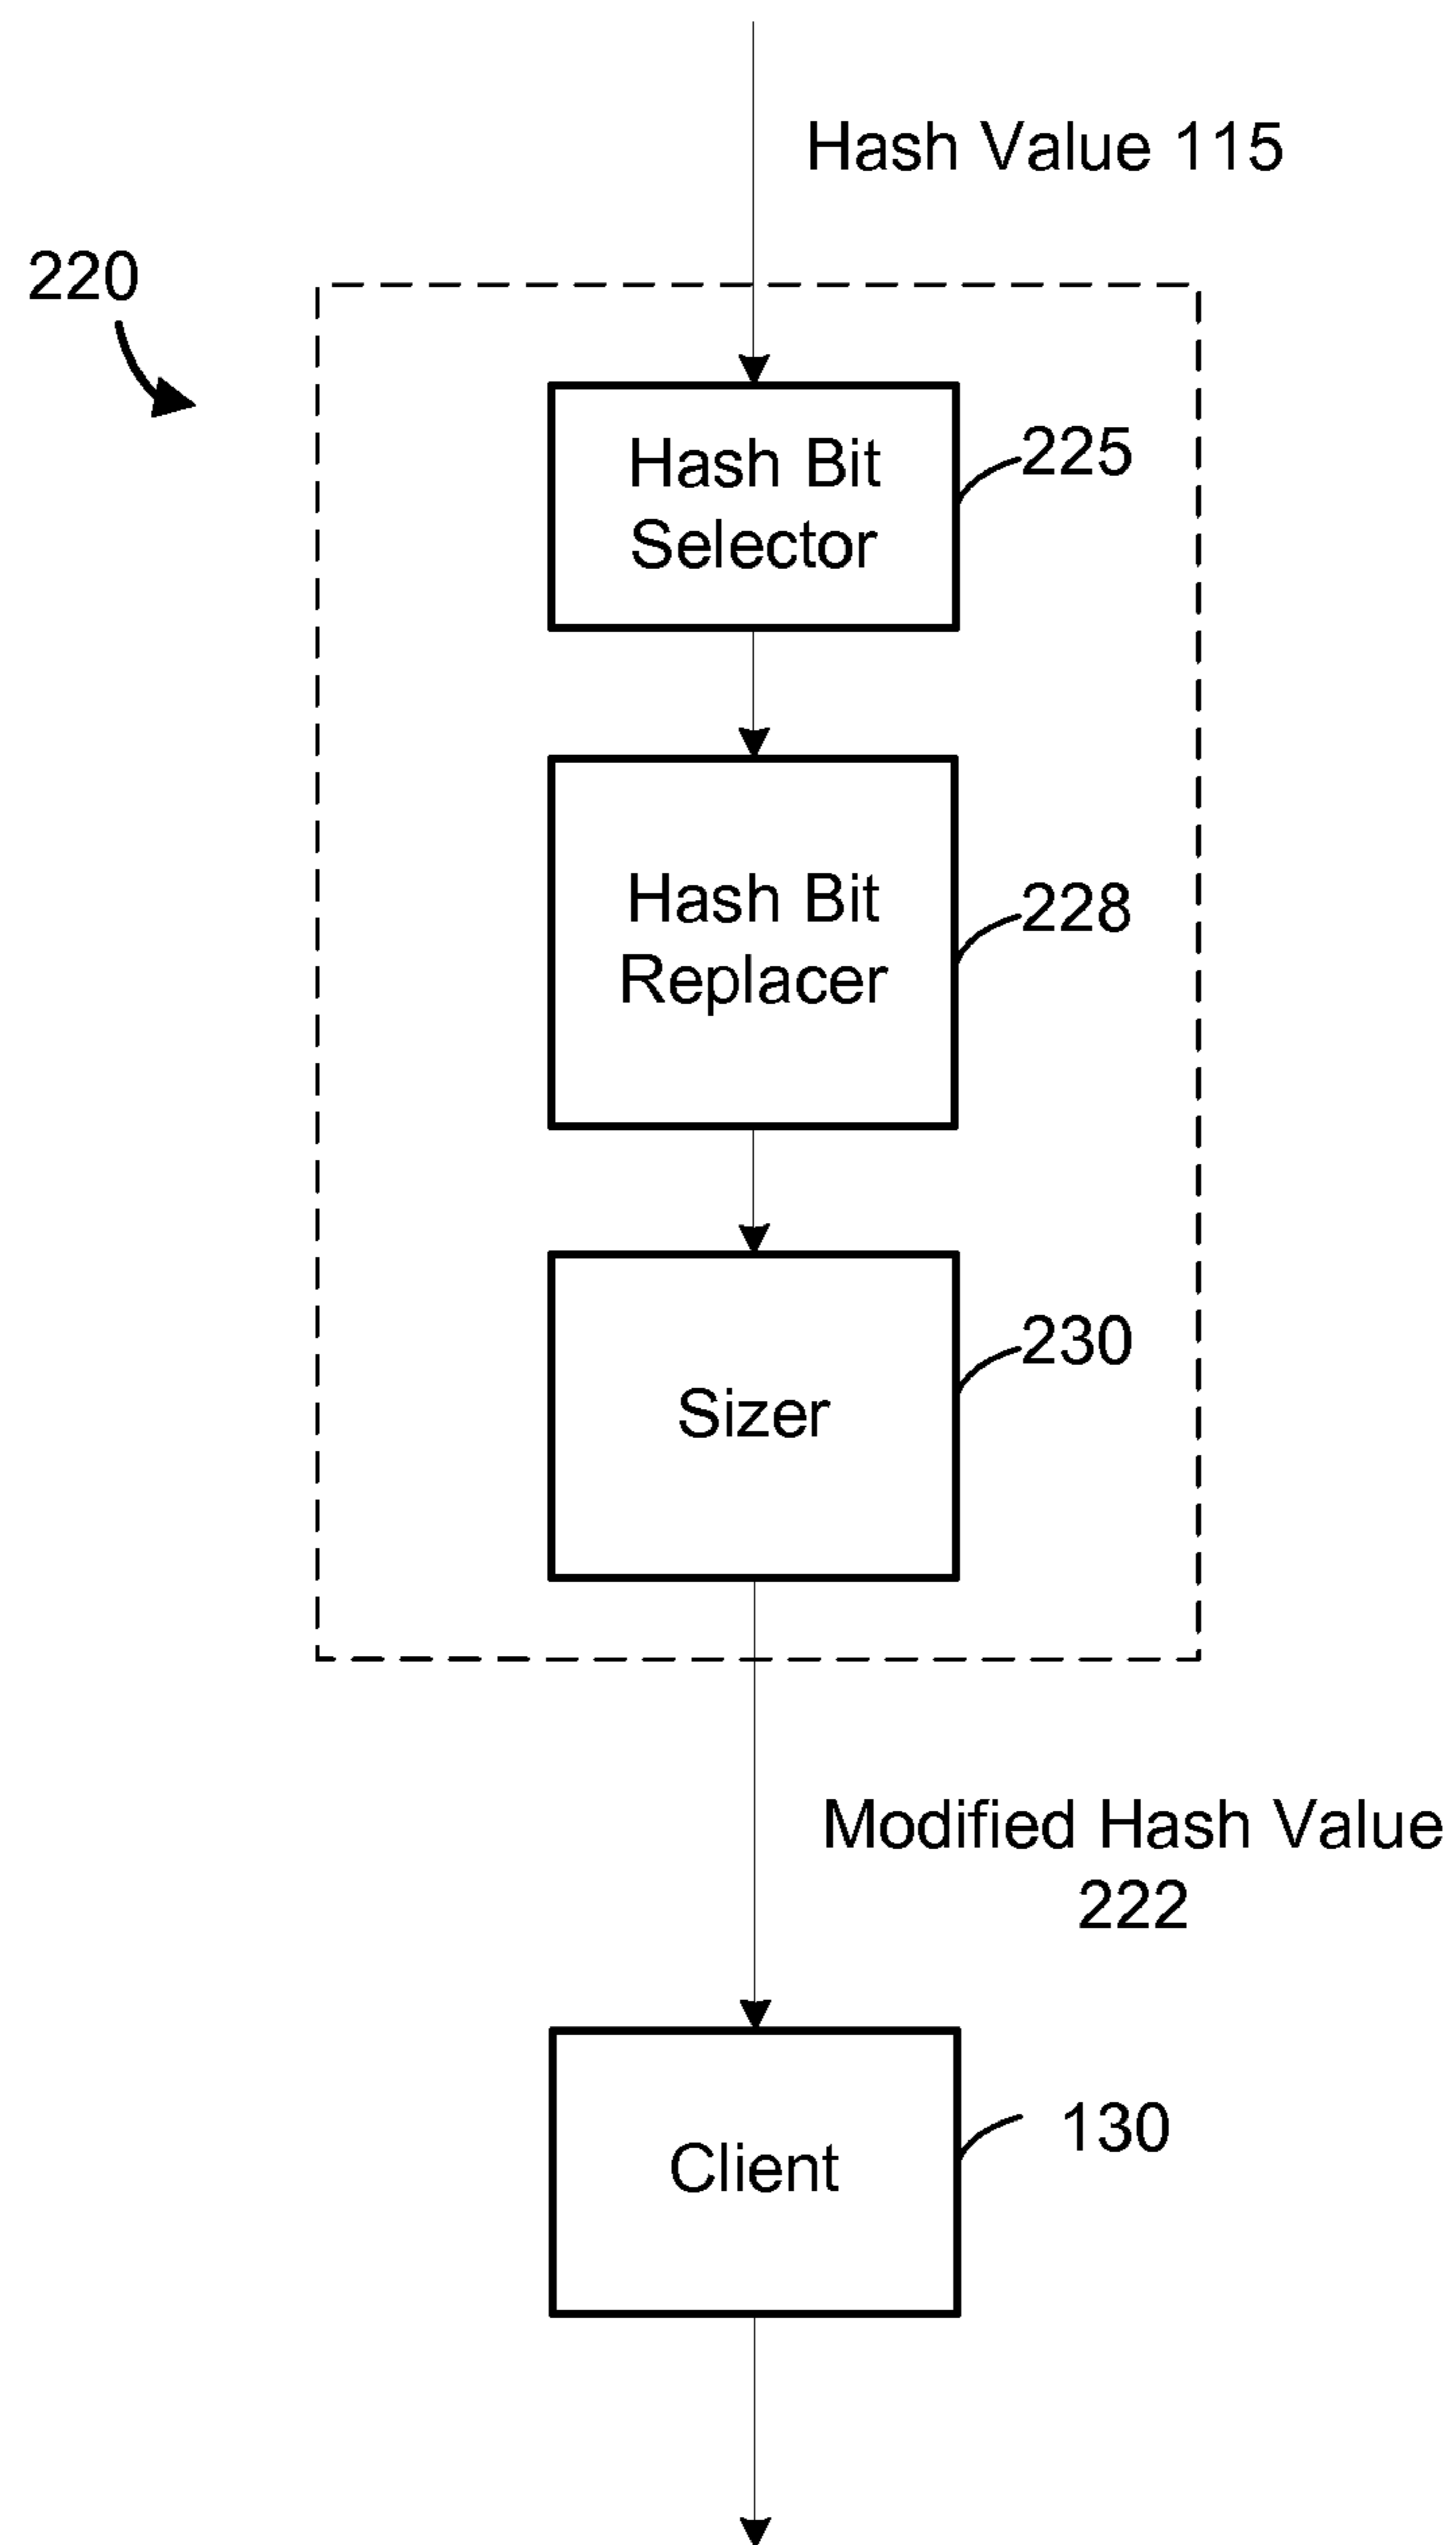 Hash Value 115
220
Hash Bit
Selector
225
Hash Bit
Replacer
228
Sizer
230
Modified Hash Value
222
Client
130